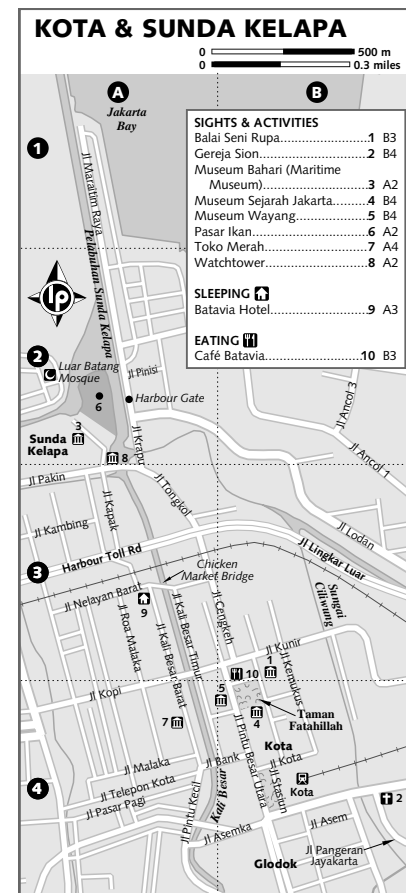 KOTA & SUNDA KELAPA
0 500 m
0 0.3 miles
A
B
Jakarta
Bay
SIGHTS & ACTIVITIES
Balai Seni Rupa 1 B3
Gereja Sion 2 B4
Museum Bahari (Maritime
Museum) 3 A2
Museum Sejarah Jakarta 4 B4
Museum Wayang 5 B4
Pasar Ikan 6 A2
Toko Merah 7 A4
Watchtower 8 A2
SLEEPING
Batavia Hotel 9 A3
EATING
Café Batavia 10 B3
1
Jl Maraitim Raya
Pelabuhan Sunda Kelapa
lp
2
Luar Batang
Mosque
Jl Pinisi
6
Harbour Gate
Jl Ancol 3
3
Sunda
Kelapa
8
Jl Krapu
Jl Ancol 1
Jl Pakin
Jl Tongkol
Jl Lodan
Jl Kapak
Jl Kambing
Harbour Toll Rd
Jl Lingkar Luar
3
Chicken
Market Bridge
Sungai
Ciliwung
Jl Nelayan Barat
9
Jl Roa Malaka
Jl Kali Besar Barat
Jl Kali Besar Timur
Jl Cengkeh
Jl Kunir
1
10
Jl Kemukus
Jl Kopi
5
Taman
Fatahillah
7
4
Kota
Jl Malaka
Jl Bank
Jl Kota
4
Jl Telepon Kota
Jl Pasar Pagi
Jl Pintu Kecil
Kali Besar
Jl Pintu Besar Utara
Jl Stasiun
Kota
2
Jl Asemka
Jl Asem
Jl Pangeran
Jayakarta
Glodok